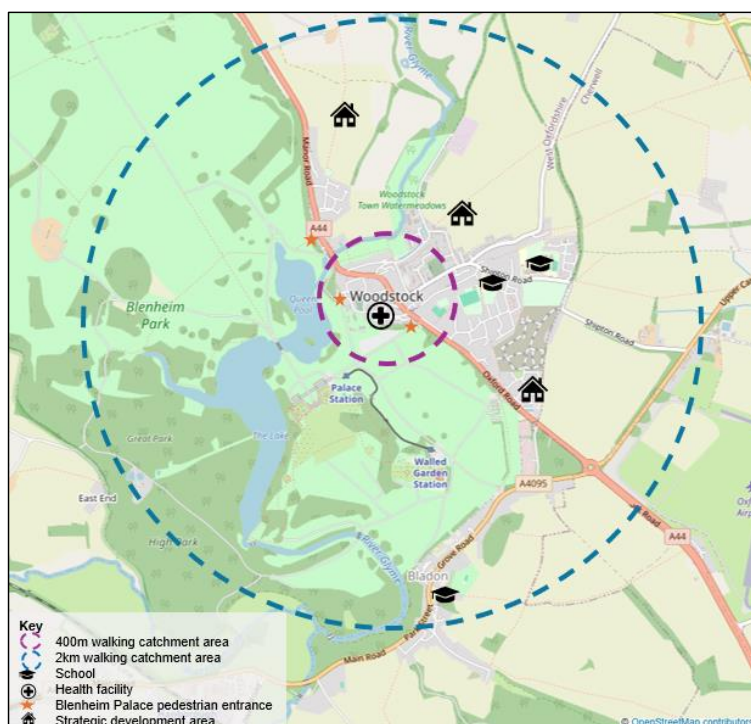 River Glyme
Cherwell
West Oxfordshire
Manor Road
Woodstock
Town Watermeadows
A44
Shipton Road
Upper Ca
Blenheim
Park
Queen
Pool
Woodstock
Shipton Road
Palace
Station
Oxford Road
Great Park
The Lake
Walled
Garden
Station
A4095
East End
High Park
River Glyme
Grove Road
Bladon
Park Street
Main Road
A44
Key
400m walking catchment area
2km walking catchment area
School
Health facility
Blenheim Palace pedestrian entrance
Strategic development area
© OpenStreetMap contributors